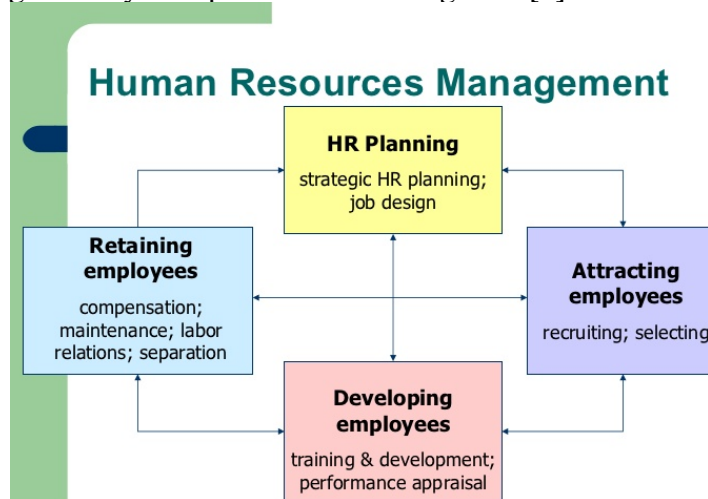 Human Resources Management
HR Planning
strategic HR planning;
job design
Retaining
employees
compensation;
maintenance; labor
relations; separation
Attracting
employees
recruiting; selecting
Developing
employees
training & development;
performance appraisal